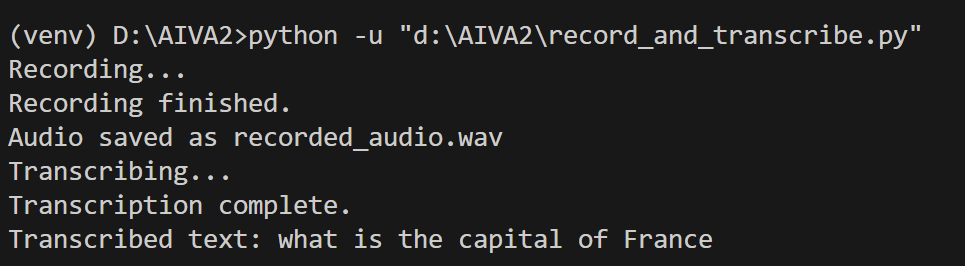 (venv) D:\AIVA2>python -u "d:\AIVA2\record_and_transcribe.py"
Recording...
Recording finished.
Audio saved as recorded_audio.wav
Transcribing...
Transcription complete.
Transcribed text: what is the capital of France